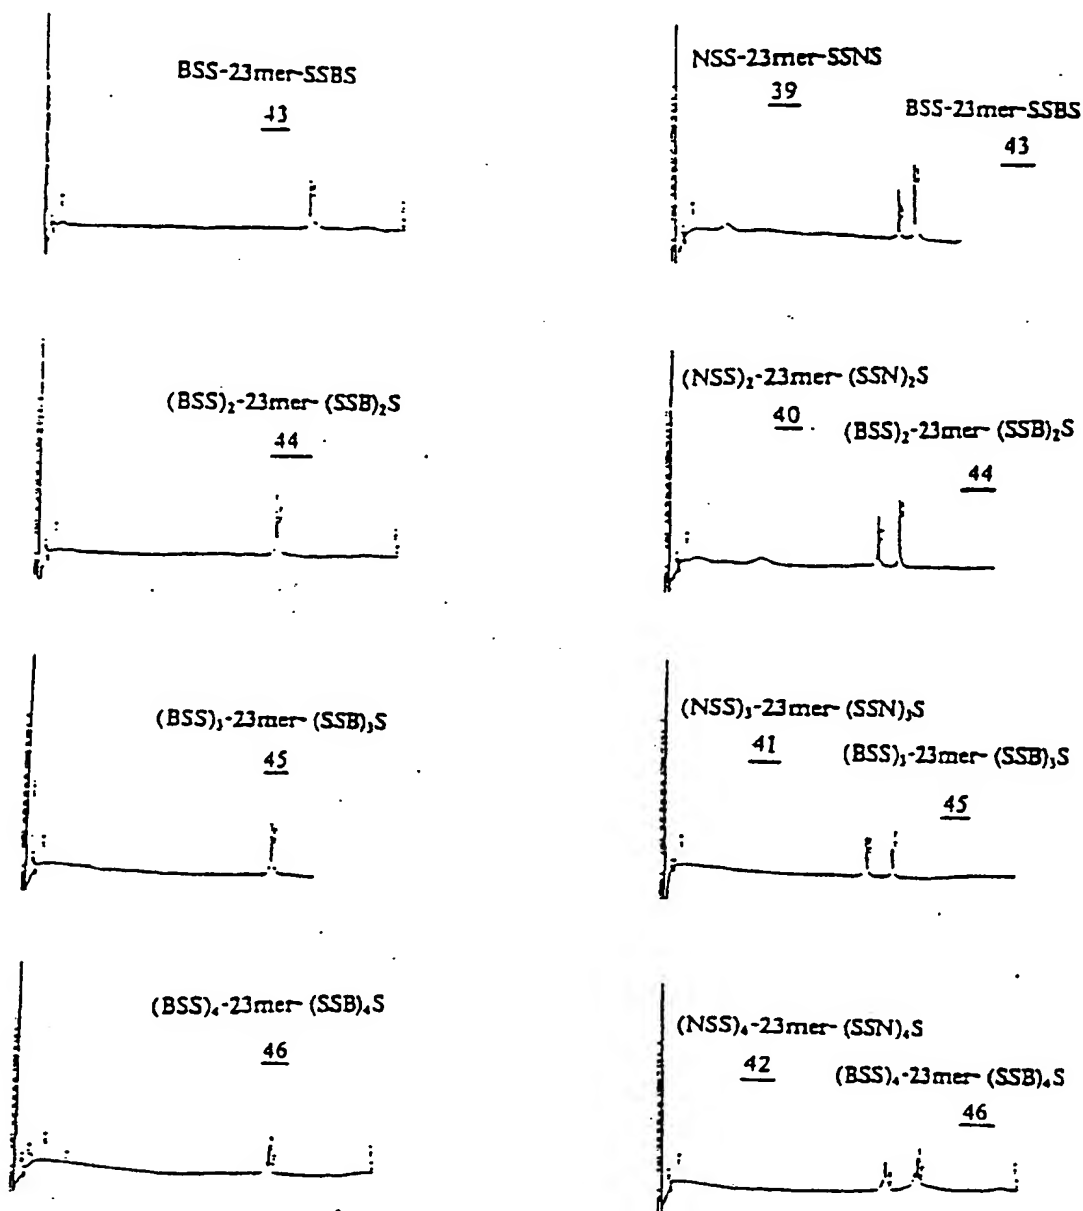 BSS-23mer-SSBS
43
NSS-23mer-SSNS
39
BSS-23mer-SSBS
43
(BSS)₂-23mer-(SSB)₂S
44
(NSS)₂-23mer-(SSN)₂S
40
(BSS)₂-23mer-(SSB)₂S
44
(BSS)₃-23mer-(SSB)₃S
45
(NSS)₃-23mer-(SSN)₃S
41
(BSS)₃-23mer-(SSB)₃S
45
(BSS)₄-23mer-(SSB)₄S
46
(NSS)₄-23mer-(SSN)₄S
42
(BSS)₄-23mer-(SSB)₄S
46